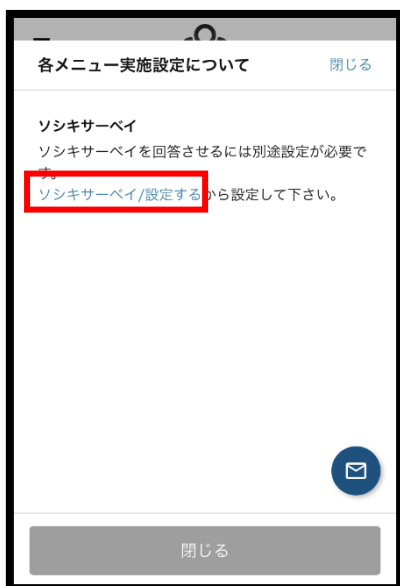 各メニュー実施設定について 閉じる
ソシキサーベイ
ソシキサーベイを回答させるには別途設定が必要で
す。
ソシキサーベイ/設定するから設定して下さい。
閉じる